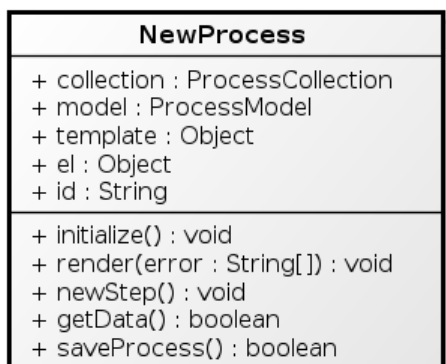 NewProcess
+ collection : ProcessCollection
+ model : ProcessModel
+ template : Object
+ el : Object
+ id : String
+ initialize() : void
+ render(error : String[]) : void
+ newStep() : void
+ getData() : boolean
+ saveProcess() : boolean